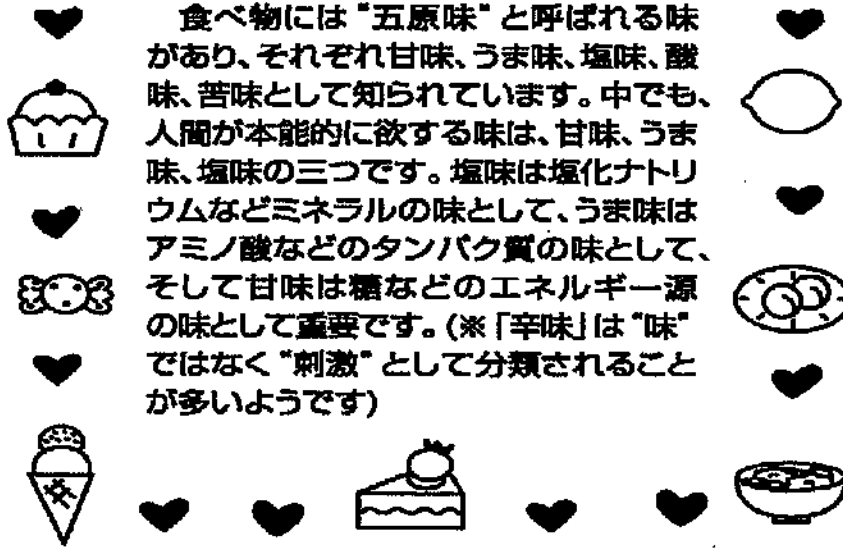 食べ物には“五原味”と呼ばれる味
があり、それぞれ甘味、うま味、塩味、酸
味、苦味として知られています。中でも、
人間が本能的に欲する味は、甘味、うま
味、塩味の三つです。塩味は塩化ナトリ
ウムなどミネラルの味として、うま味は
アミノ酸などのタンパク質の味として、
そして甘味は糖などのエネルギー源
の味として重要です。(※「辛味」は“味”
ではなく“刺激”として分類されること
が多いようです)